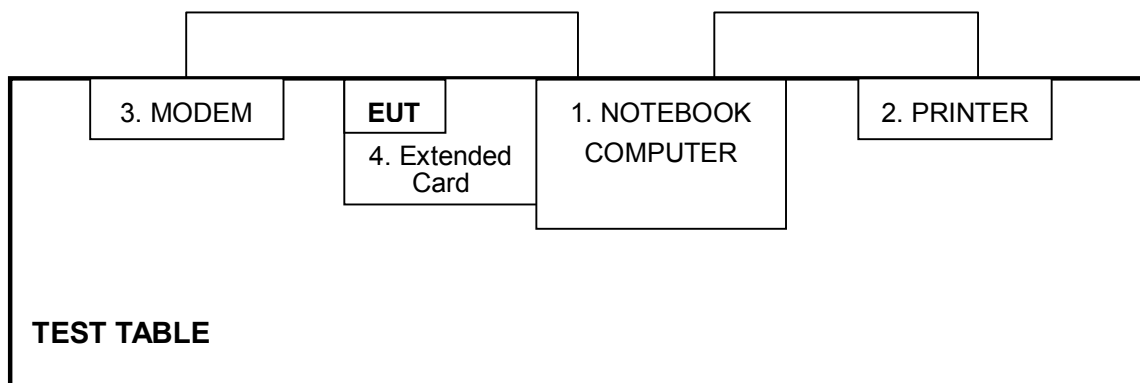 3. MODEM
EUT
4. Extended
Card
1. NOTEBOOK
COMPUTER
2. PRINTER
TEST TABLE